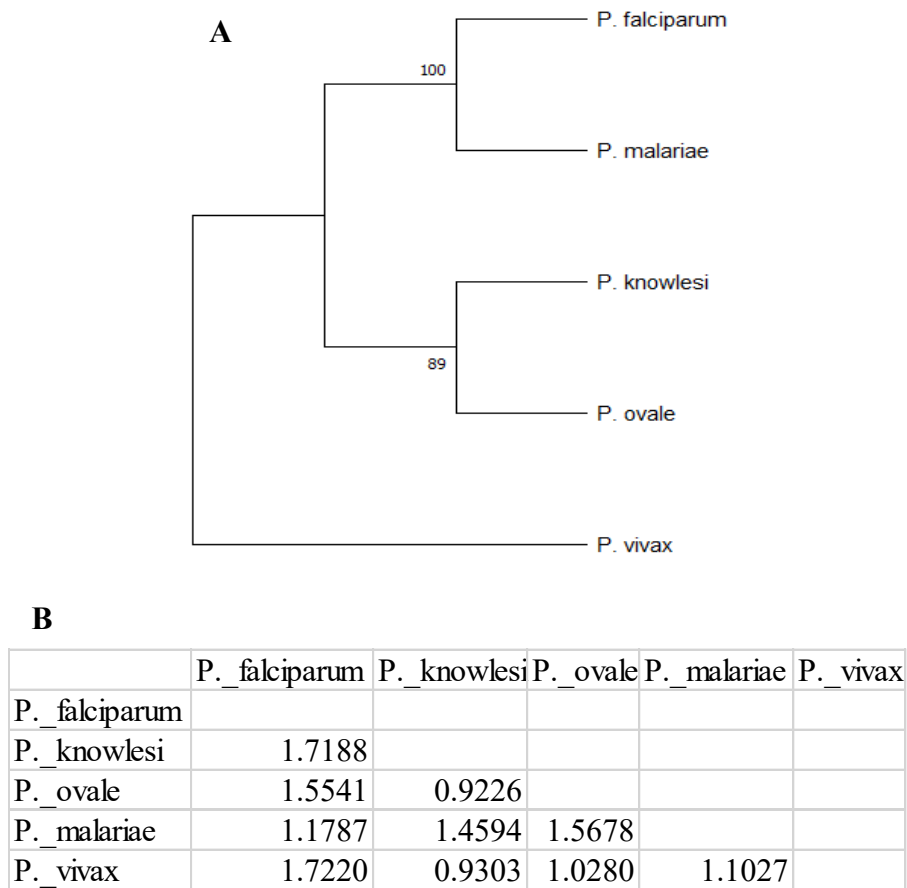 A
P. falciparum
100
P. malariae
P. knowlesi
89
P. ovale
P. vivax
B
P._falciparum P._knowlesi P._ovale P._malariae P._vivax
P._falciparum
P._knowlesi 1.7188
P._ovale 1.5541 0.9226
P._malariae 1.1787 1.4594 1.5678
P._vivax 1.7220 0.9303 1.0280 1.1027